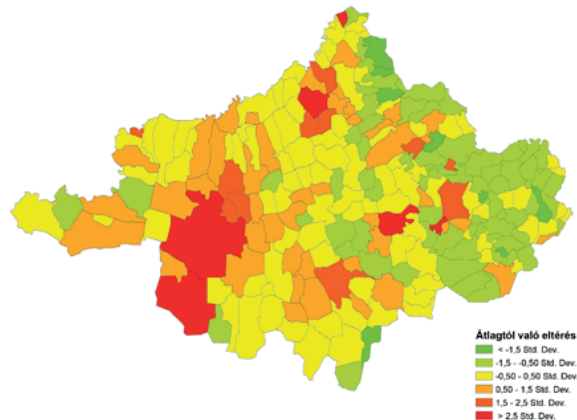 Átlagtól való eltérés
< -1,5 Std. Dev.
-1,5 - -0,50 Std. Dev.
-0,50 - 0,50 Std. Dev.
0,50 - 1,5 Std. Dev.
1,5 - 2,5 Std. Dev.
> 2,5 Std. Dev.